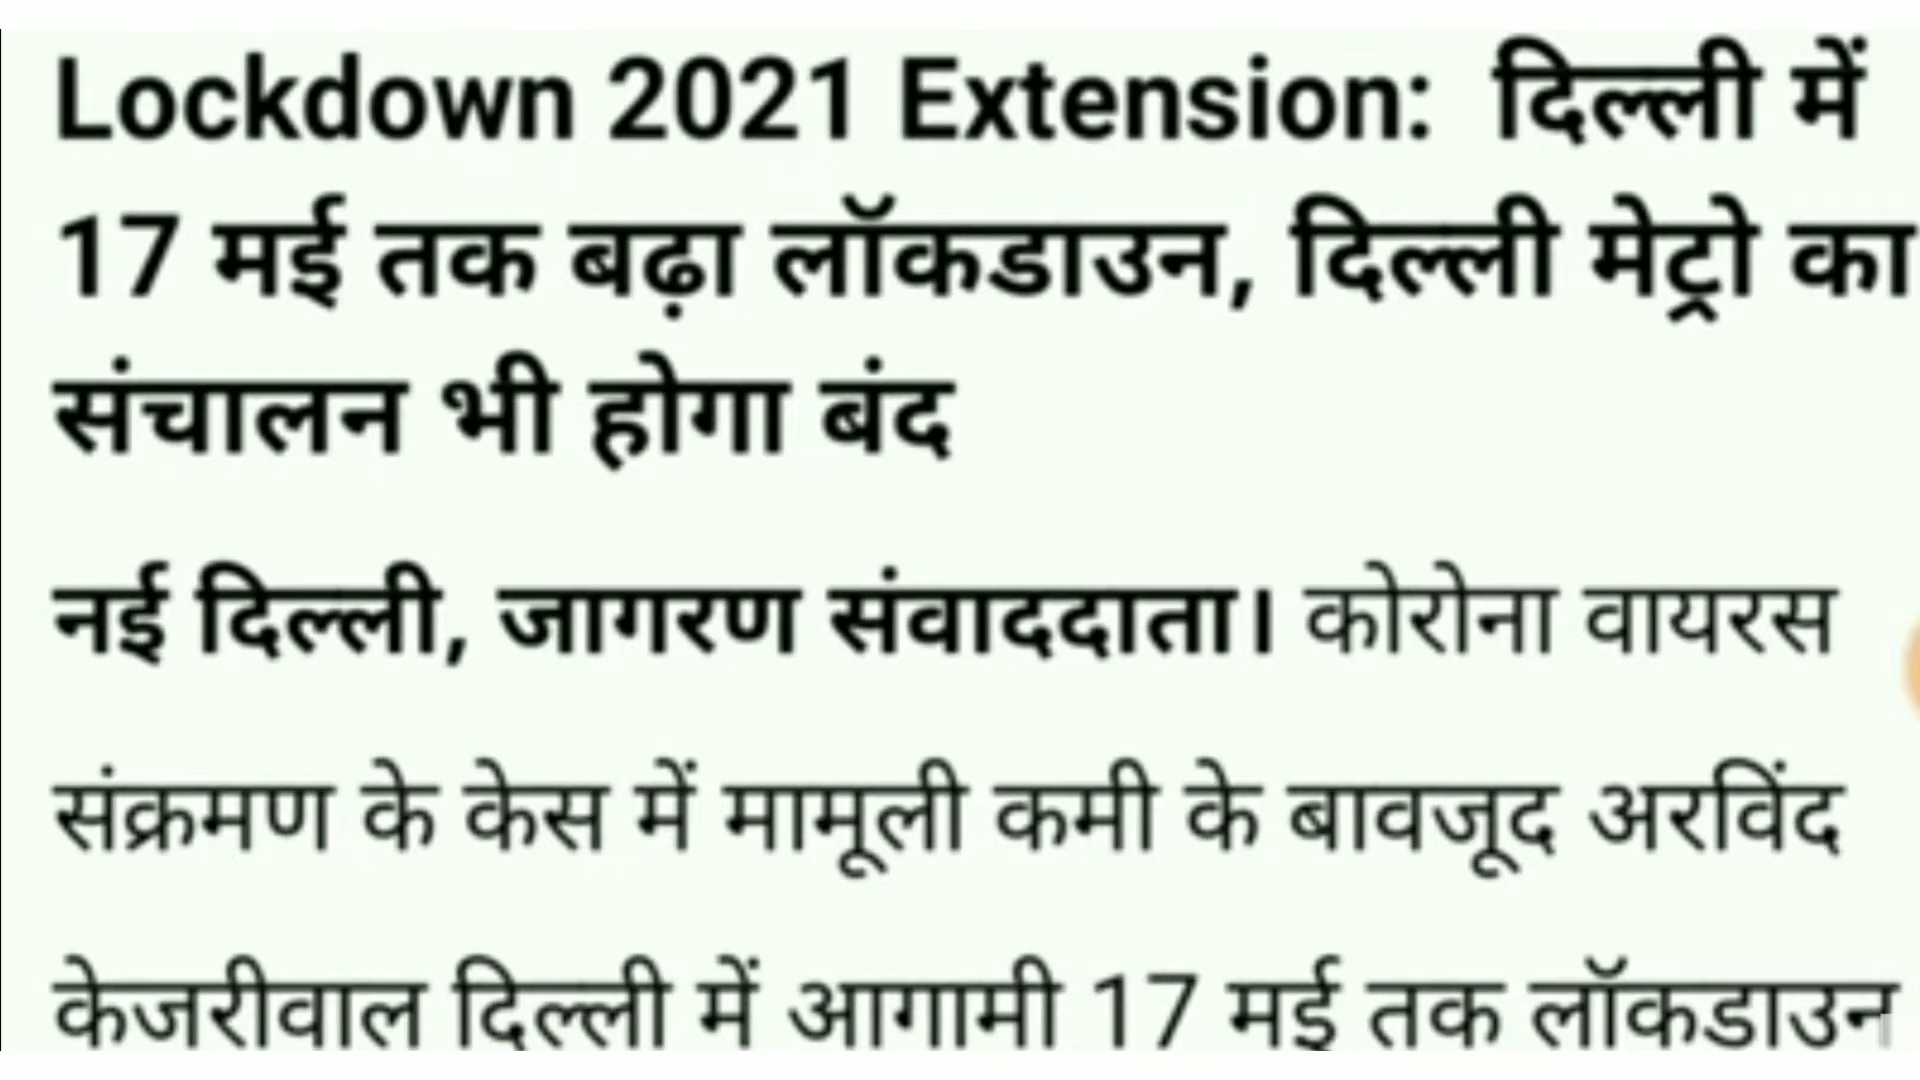 Lockdown 2021 Extension: दिल्ली में
17 मई तक बढ़ा लॉकडाउन, दिल्ली मेट्रो का
संचालन भी होगा बंद
नई दिल्ली, जागरण संवाददाता। कोरोना वायरस
संक्रमण के केस में मामूली कमी के बावजूद अरविंद
केजरीवाल दिल्ली में आगामी 17 मई तक लॉकडाउन